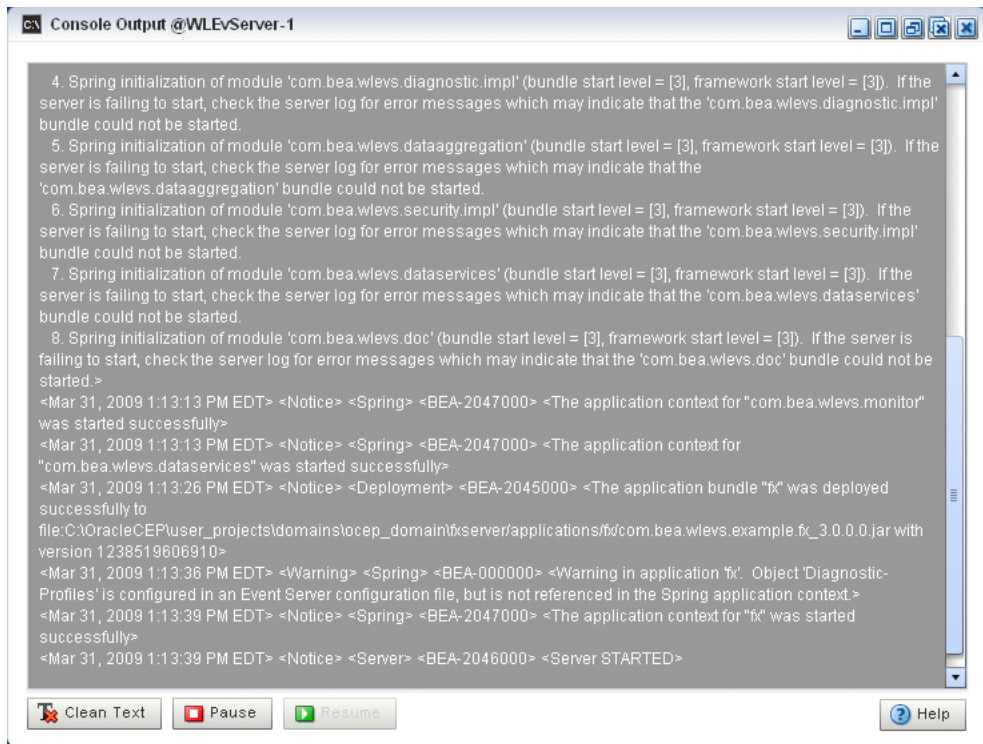 Console Output @WLEvServer-1
4. Spring initialization of module 'com.bea.wlevs.diagnostic.impl' (bundle start level = [3], framework start level = [3]).  If the
server is failing to start, check the server log for error messages which may indicate that the 'com.bea.wlevs.diagnostic.impl'
bundle could not be started.
5. Spring initialization of module 'com.bea.wlevs.dataaggregation' (bundle start level = [3], framework start level = [3]).  If the
server is failing to start, check the server log for error messages which may indicate that the
'com.bea.wlevs.dataaggregation' bundle could not be started.
6. Spring initialization of module 'com.bea.wlevs.security.impl' (bundle start level = [3], framework start level = [3]).  If the
server is failing to start, check the server log for error messages which may indicate that the 'com.bea.wlevs.security.impl'
bundle could not be started.
7. Spring initialization of module 'com.bea.wlevs.dataservices' (bundle start level = [3], framework start level = [3]).  If the
server is failing to start, check the server log for error messages which may indicate that the 'com.bea.wlevs.dataservices'
bundle could not be started.
8. Spring initialization of module 'com.bea.wlevs.doc' (bundle start level = [3], framework start level = [3]).  If the server is
failing to start, check the server log for error messages which may indicate that the 'com.bea.wlevs.doc' bundle could not be
started.>
<Mar 31, 2009 1:13:13 PM EDT> <Notice> <Spring> <BEA-2047000> <The application context for "com.bea.wlevs.monitor"
was started successfully>
<Mar 31, 2009 1:13:13 PM EDT> <Notice> <Spring> <BEA-2047000> <The application context for
"com.bea.wlevs.dataservices" was started successfully>
<Mar 31, 2009 1:13:26 PM EDT> <Notice> <Deployment> <BEA-2045000> <The application bundle "fx" was deployed
successfully to
file:C:\OracleCEP\user_projects\domains\ocep_domain\fxserver/applications/fx/com.bea.wlevs.example.fx_3.0.0.0.jar with
version 1238519606910>
<Mar 31, 2009 1:13:36 PM EDT> <Warning> <Spring> <BEA-000000> <Warning in application 'fx'.  Object 'Diagnostic-
Profiles' is configured in an Event Server configuration file, but is not referenced in the Spring application context.>
<Mar 31, 2009 1:13:39 PM EDT> <Notice> <Spring> <BEA-2047000> <The application context for "fx" was started
successfully>
<Mar 31, 2009 1:13:39 PM EDT> <Notice> <Server> <BEA-2046000> <Server STARTED>
Clean Text
Pause
Resume
Help